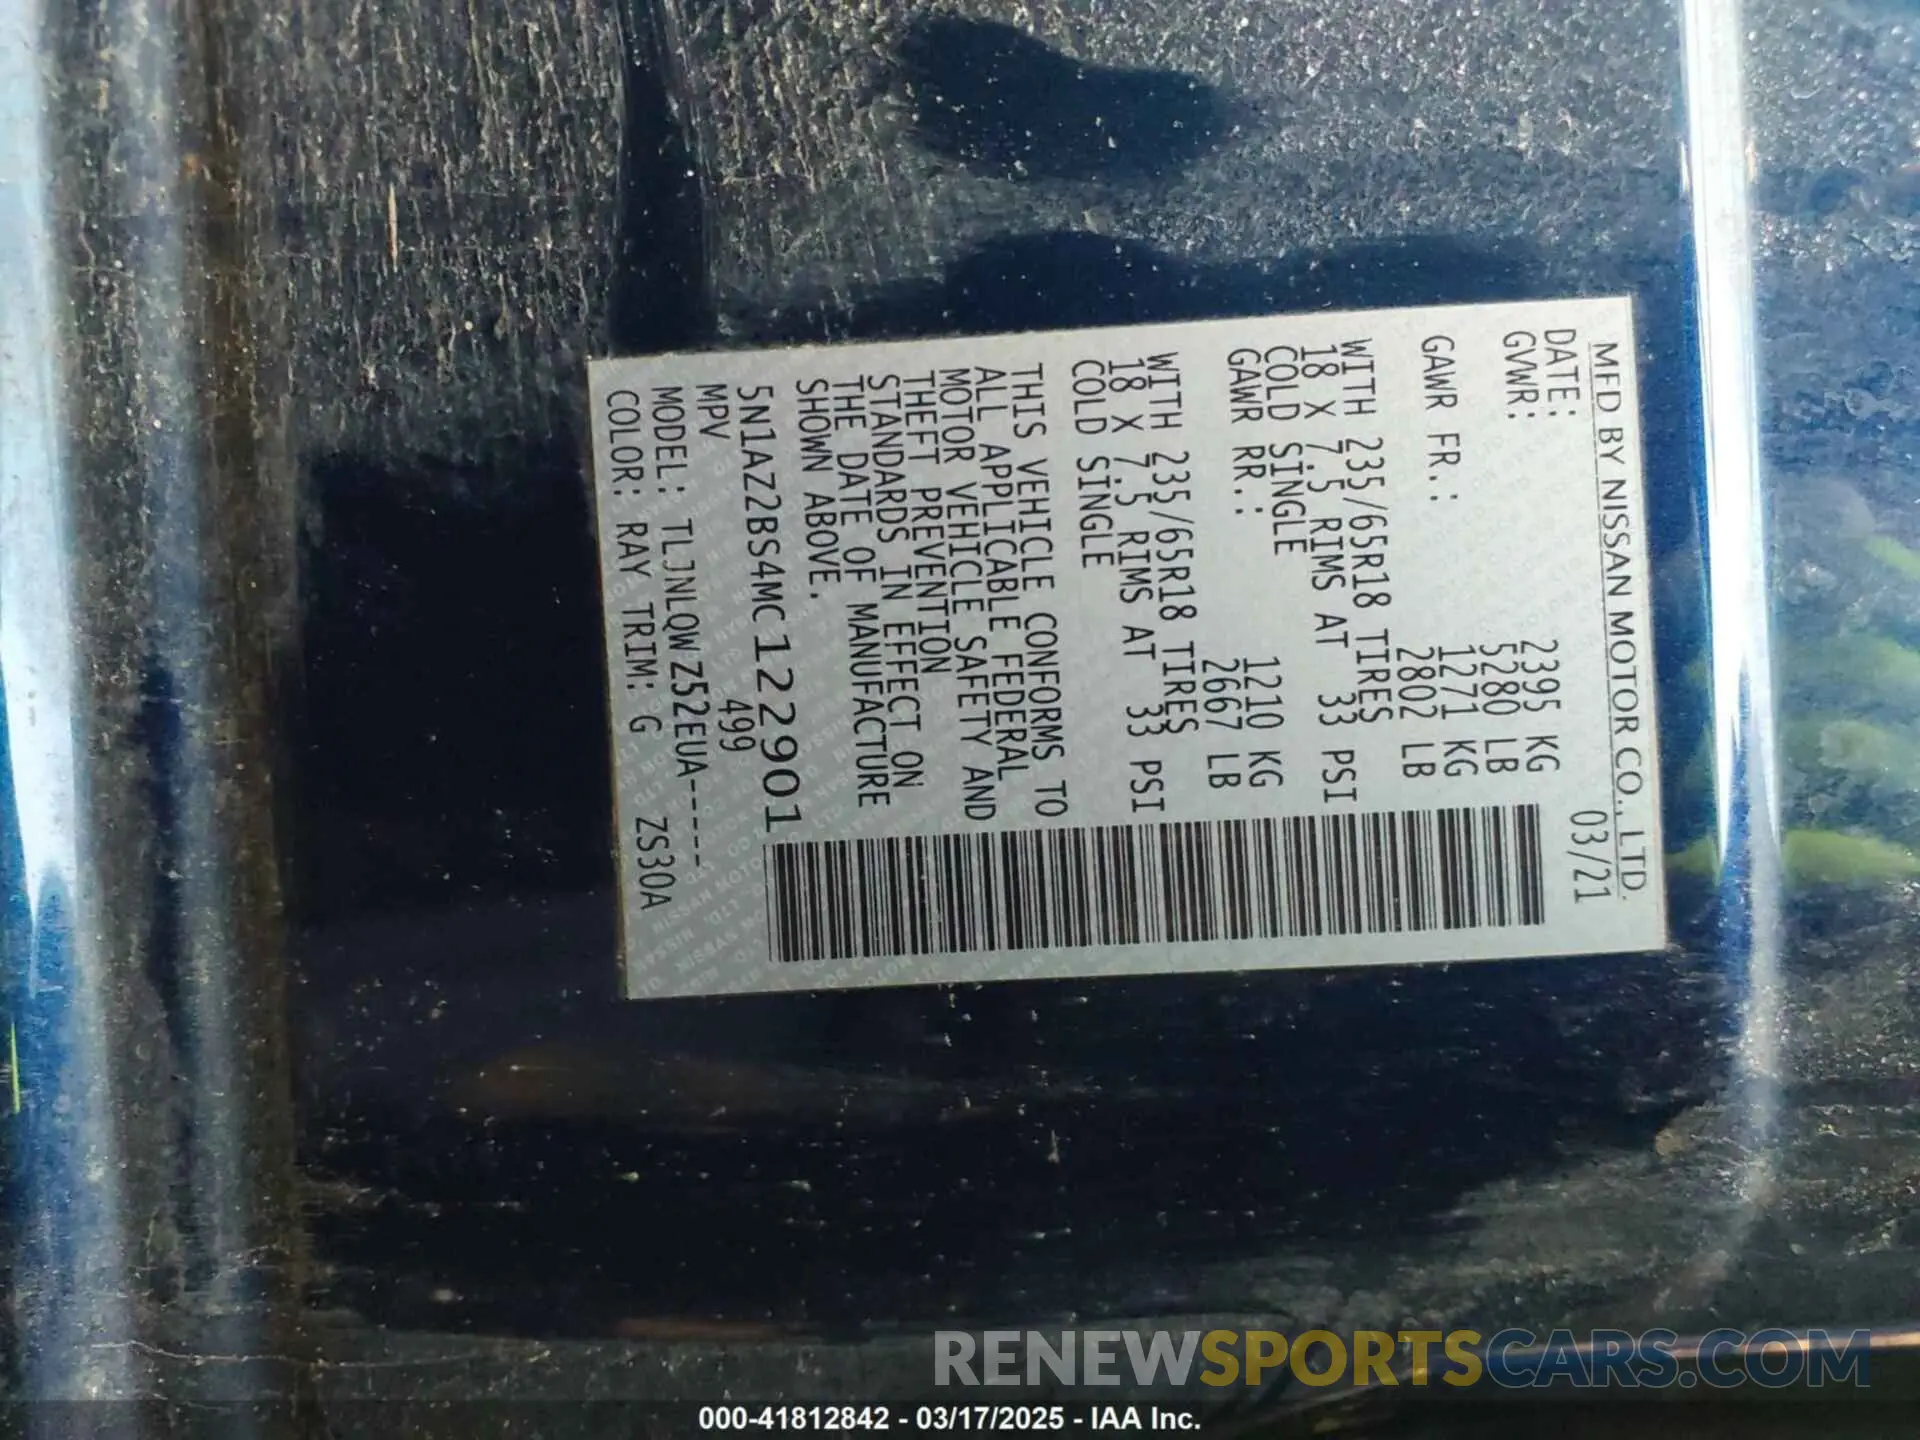 MFD BY NISSAN MOTOR CO., LTD.
DATE: 03/21
GVWR: 2395 KG
5280 LB
GAWR FR.: 1271 KG
2802 LB
WITH 235/65R18 TIRES
18 X 7.5 RIMS AT 33 PSI
COLD SINGLE
GAWR RR.: 1210 KG
2667 LB
WITH 235/65R18 TIRES
18 X 7.5 RIMS AT 33 PSI
COLD SINGLE
THIS VEHICLE CONFORMS TO
ALL APPLICABLE FEDERAL
MOTOR VEHICLE SAFETY AND
THEFT PREVENTION
STANDARDS IN EFFECT ON
THE DATE OF MANUFACTURE
SHOWN ABOVE.
5N1AZ2BS4MC122901
MPV 499
MODEL: TLJNLQWZ52EUA-----
COLOR: RAY TRIM: G ZS30A
RENEWSPORTSCARS.COM
000-41812842 - 03/17/2025 - IAA Inc.